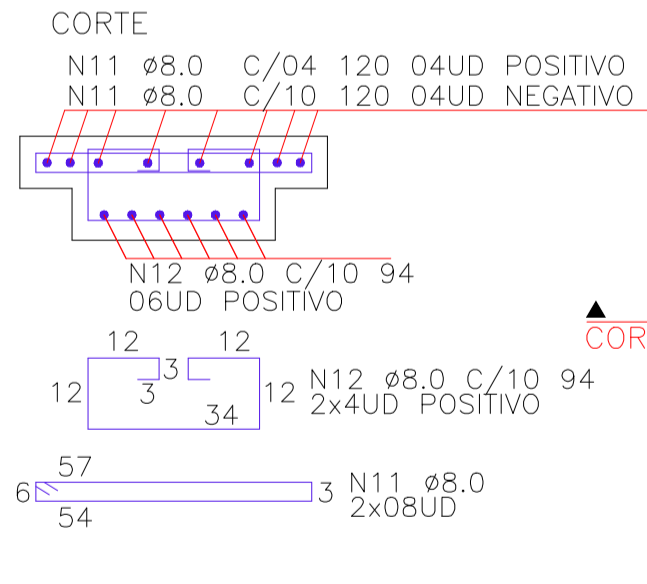 CORTE
N11 ø8.0 C/04 120 04UD POSITIVO
N11 ø8.0 C/10 120 04UD NEGATIVO
N12 ø8.0 C/10 94
06UD POSITIVO
COR
12 12
3
12 3 12
34
N12 ø8.0 C/10 94
2x4UD POSITIVO
57
6 3
54
N11 ø8.0
2x08UD